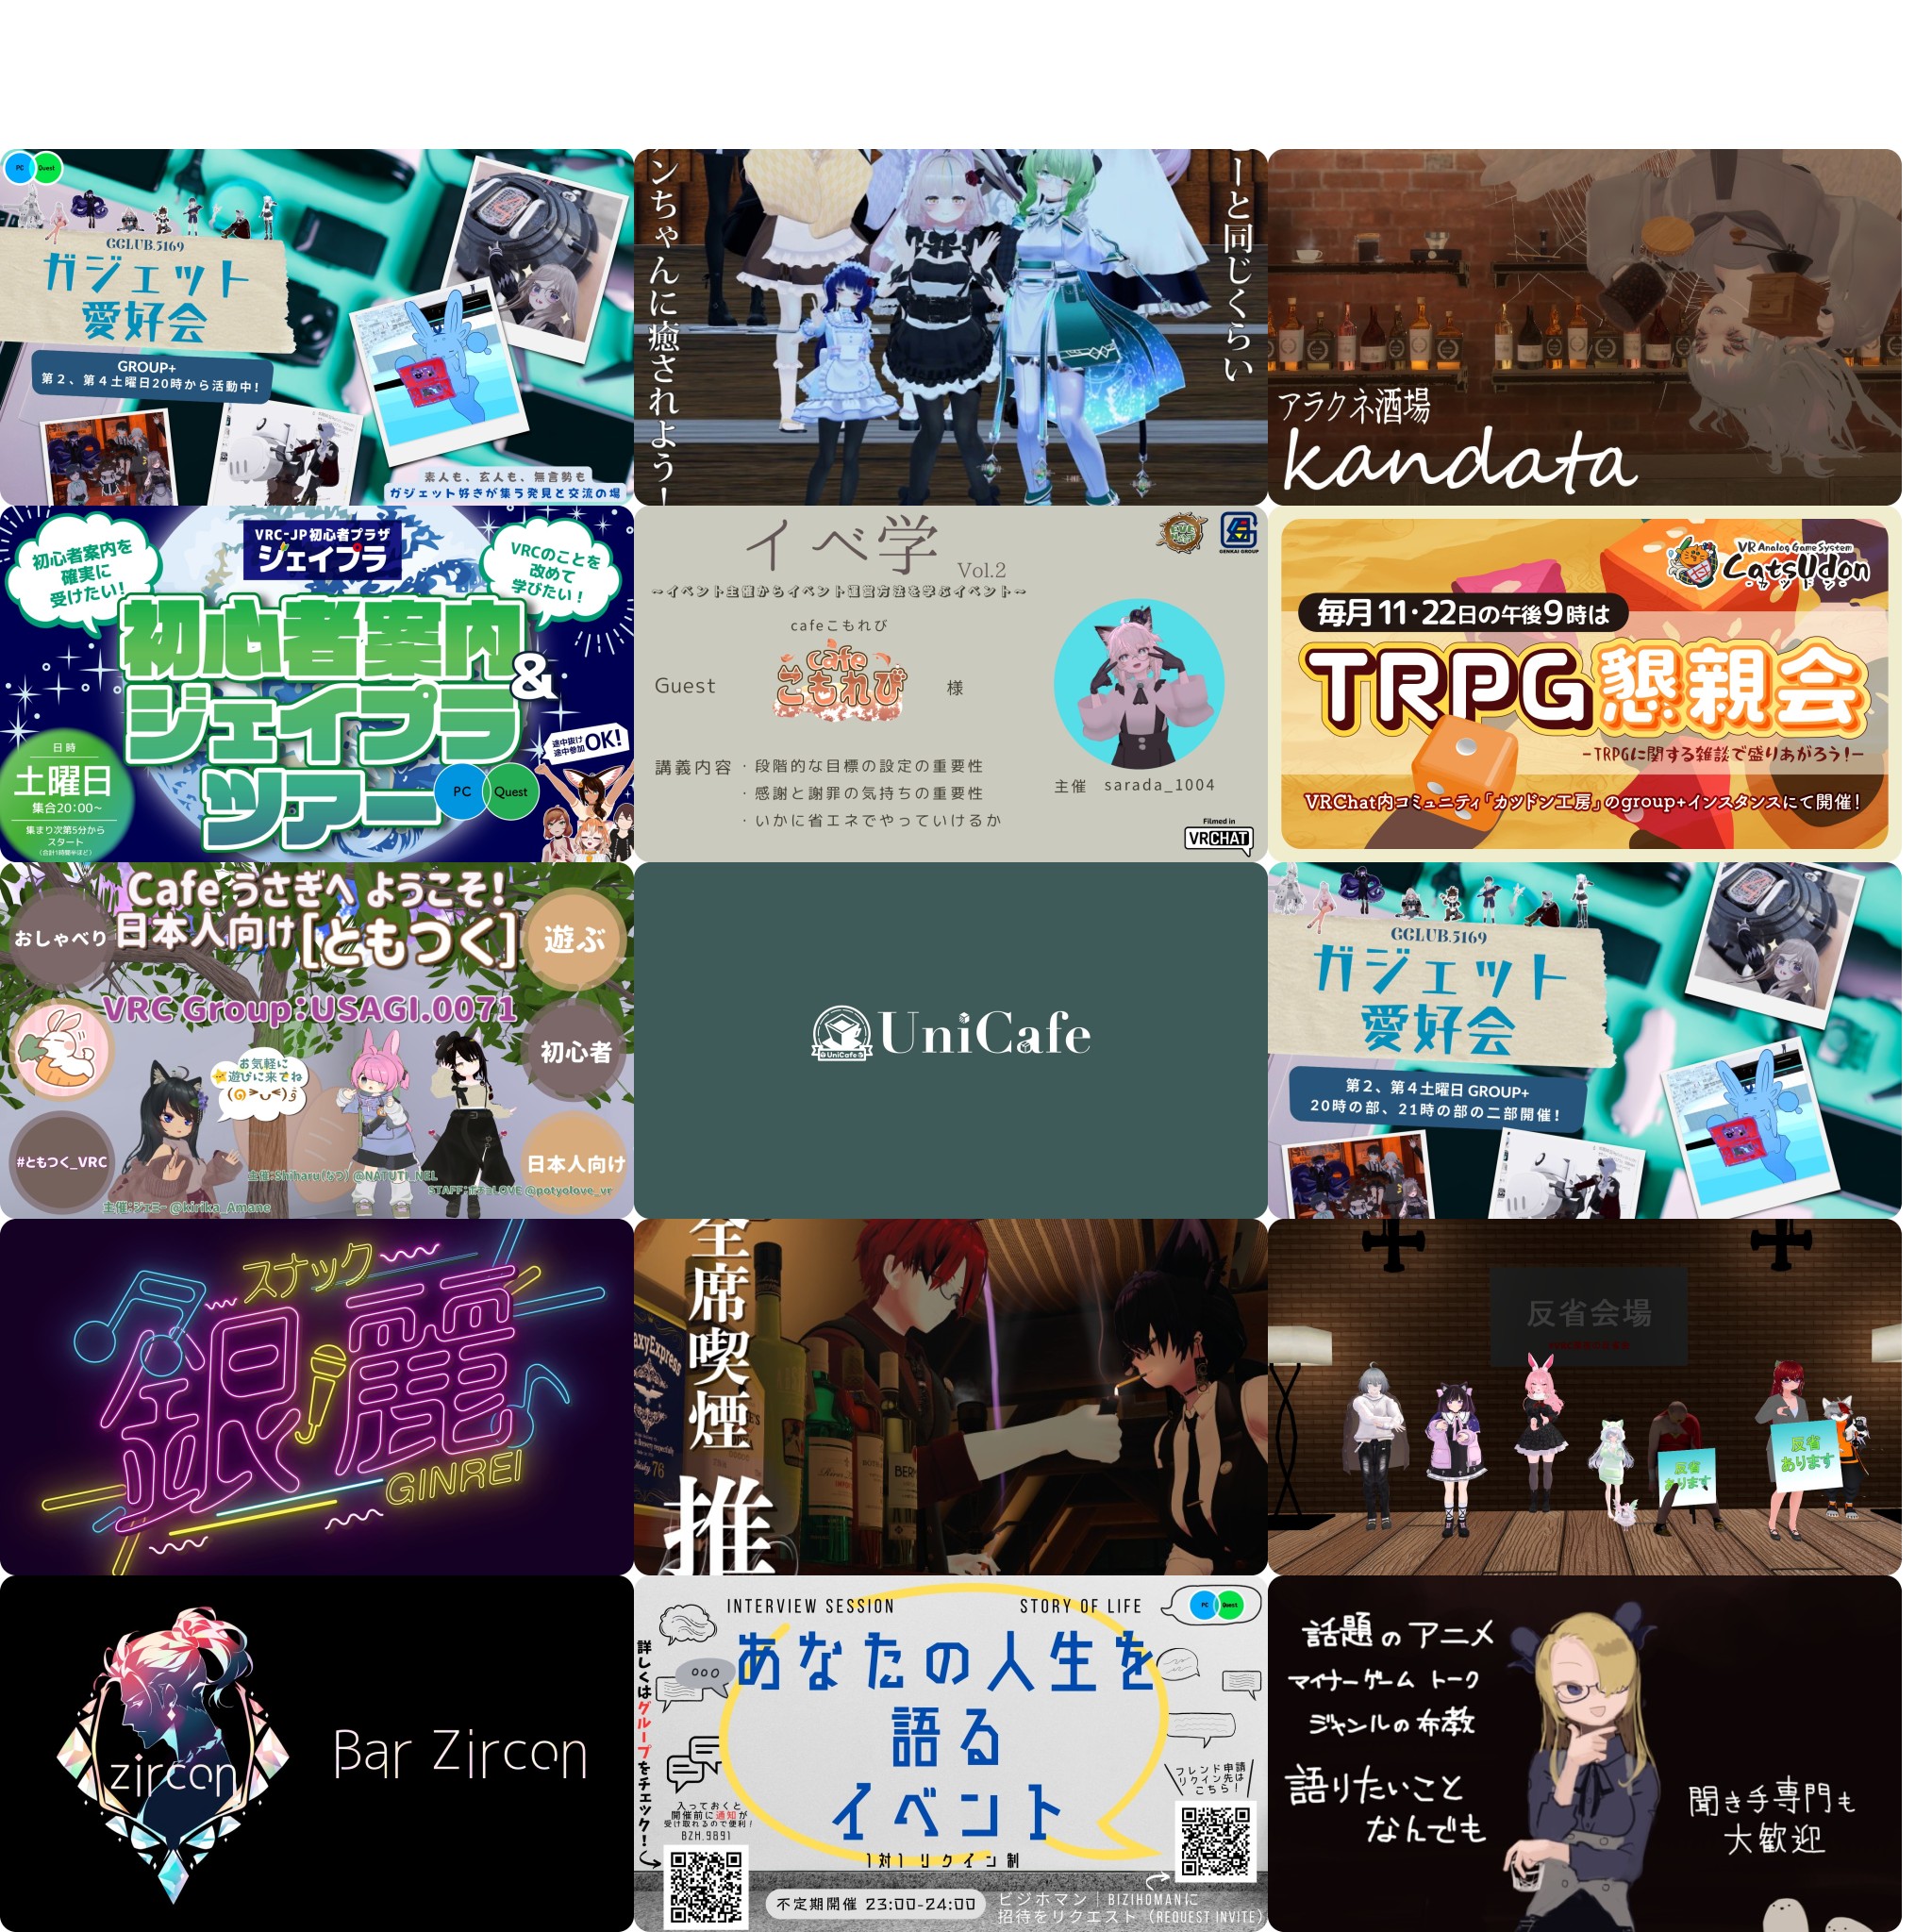 PC Quest
GCLUB.5169
ガジェット
愛好会
GROUP+
第２、第４土曜日20時から活動中！
素人も、玄人も、無言勢も
ガジェット好きが集う発見と交流の場
ーと同じくらい
ンちゃんに癒されよう！
アラクネ酒場
kandata
初心者案内を
確実に
受けたい！
VRC-JP初心者プラザ
ジェイプラ
VRCのことを
改めて
学びたい！
初心者案内
&
ジェイプラ
ツアー
日時
土曜日
集合20:00~
集まり次第5分から
スタート
(合計1時間半ほど)
途中抜け
途中参加 OK!
PC Quest
イベ学
Vol.2
~イベント主催からイベント運営方法を学ぶイベント~
GENKAI GROUP
cafeこもれび
Guest
cafe
こもれび
様
講義内容
・段階的な目標の設定の重要性
・感謝と謝罪の気持ちの重要性
・いかに省エネでやっていけるか
主催 sarada_1004
Filmed in
VRCHAT
VR Analog Game System
CatsUdon
-カツドン-
毎月11・22日の午後9時は
TRPG懇親会
-TRPGに関する雑談で盛りあがろう!-
VRChat内コミュニティ「カツドン工房」のgroup+インスタンスにて開催！
Cafe うさぎへ ようこそ！
日本人向け[ともつく]
おしゃべり
遊ぶ
VRC Group:USAGI.0071
初心者
お気軽に
遊びに来てね
#ともつく_VRC
日本人向け
主催:Shiharu(なつ) @NATUTI_NEL
STAFF:ポチョLOVE @potyolove_vr
主催:ジェミー @kirika_Amane
UniCafe
UniCafe
GCLUB.5169
ガジェット
愛好会
第２、第４土曜日 GROUP+
20時の部、21時の部の二部開催！
スナック
銀麗
GINREI
全席喫煙
推
axyExpress
76
反省会場
反省
あります
反省
あります
zircon
Bar Zircon
INTERVIEW SESSION
STORY OF LIFE
PC Quest
あなたの人生を
語る
イベント
1対1 リクイン制
詳しくはグループをチェック！
入っておくと
開催前に通知が
受け取れるので便利！
BZH.9891
フレンド申請
リクイン先は
こちら！
不定期開催 23:00-24:00
ビジホマン｜BIZIHOMANに
招待をリクエスト（REQUEST INVITE）
話題のアニメ
マイナーゲーム トーク
ジャンルの布教
語りたいこと
なんでも
聞き手専門も
大歓迎